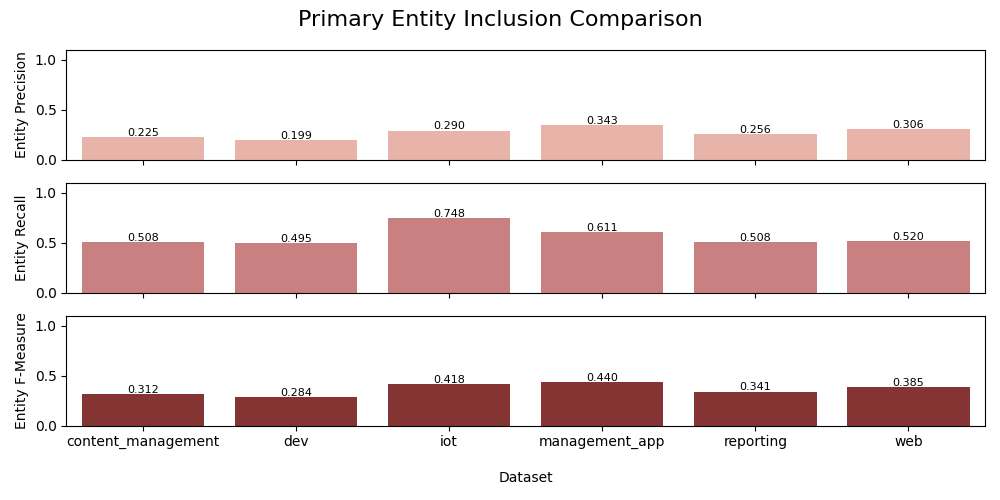 Primary Entity Inclusion Comparison
Entity Precision
1.0
0.5
0.0
0.225
0.199
0.290
0.343
0.256
0.306
Entity Recall
1.0
0.5
0.0
0.508
0.495
0.748
0.611
0.508
0.520
Entity F-Measure
1.0
0.5
0.0
0.312
0.284
0.418
0.440
0.341
0.385
content_management
dev
iot
management_app
reporting
web
Dataset